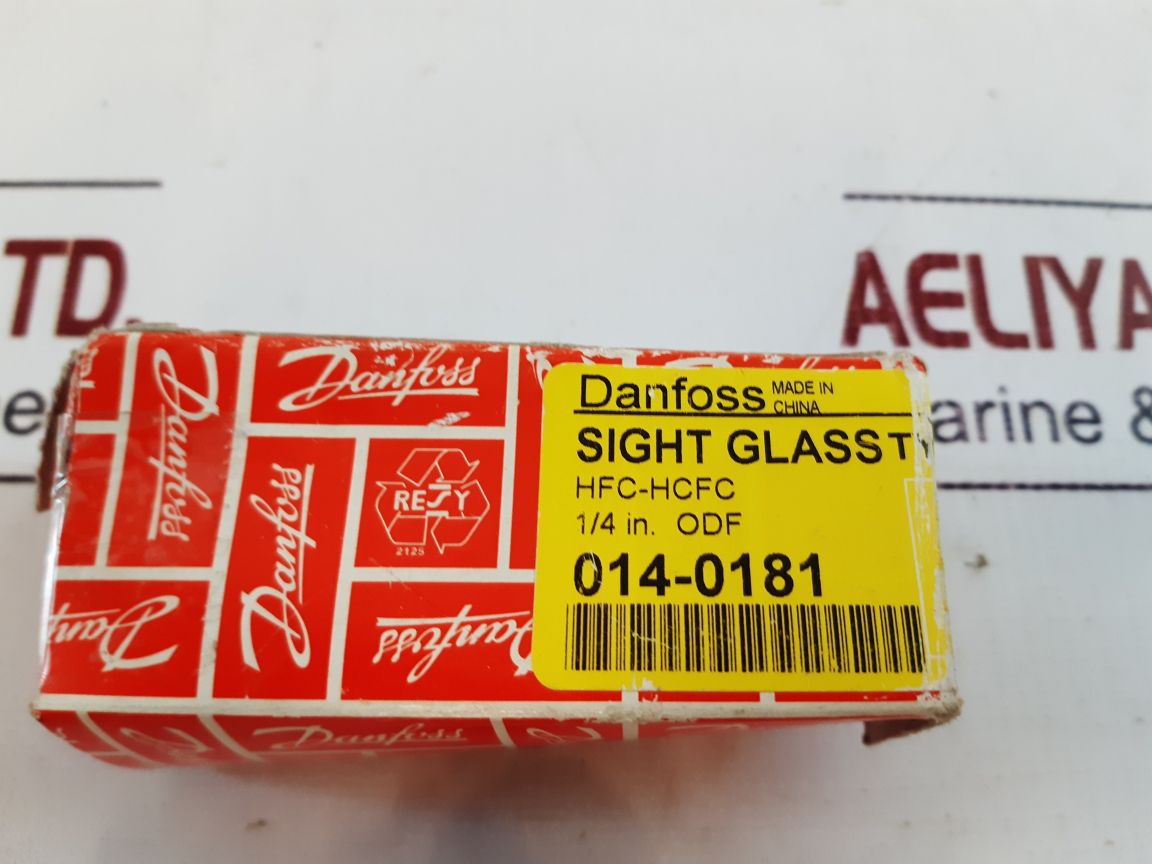 TD.
AELIYA
arine &
Danfoss
Danfoss
Danfoss
Danfoss
Danfoss
RESY
2125
Danfoss MADE IN
CHINA
SIGHT GLASS T
HFC-HCFC
1/4 in. ODF
014-0181
Danfoss